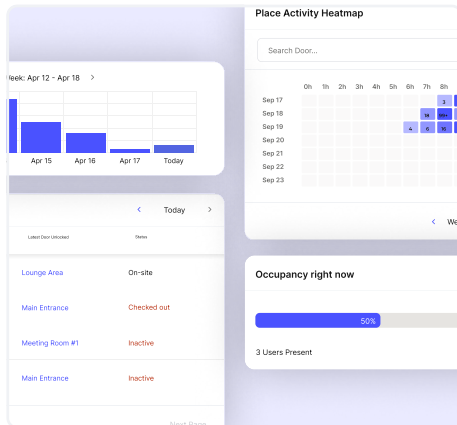 Place Activity Heatmap
Search Door...
0h 1h 2h 3h 4h 5h 6h 7h 8h
Sep 17 3
Sep 18 18 99+
Sep 19 4 6 16
Sep 20
Sep 21
Sep 22
Sep 23
We
Week: Apr 12 - Apr 18 >
Apr 15 Apr 16 Apr 17 Today
< Today >
Latest Door Unlocked Status
Lounge Area On-site
Main Entrance Checked out
Meeting Room #1 Inactive
Main Entrance Inactive
Next Page
Occupancy right now
50%
3 Users Present